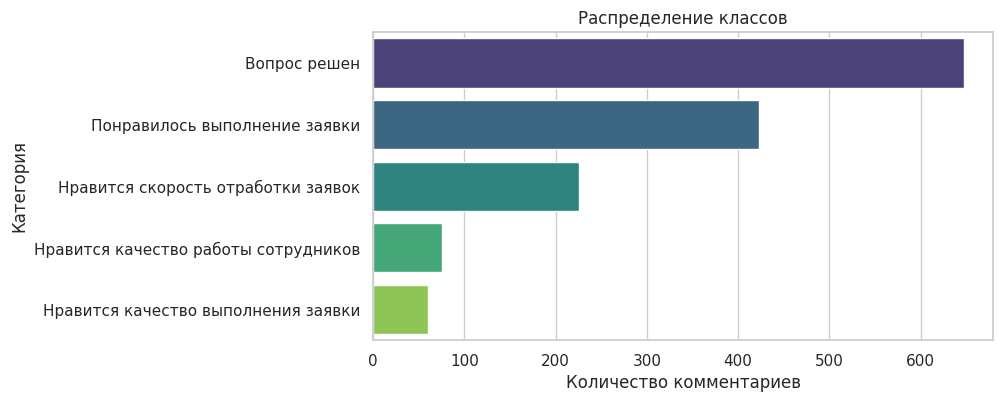 Распределение классов
Категория
Вопрос решен
Понравилось выполнение заявки
Нравится скорость отработки заявок
Нравится качество работы сотрудников
Нравится качество выполнения заявки
0 100 200 300 400 500 600
Количество комментариев